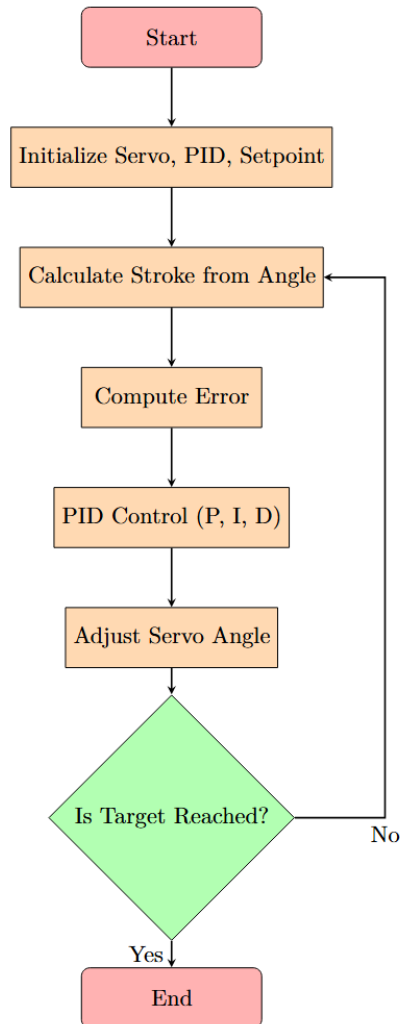 Start
Initialize Servo, PID, Setpoint
Calculate Stroke from Angle
Compute Error
PID Control (P, I, D)
Adjust Servo Angle
Is Target Reached?
No
Yes
End